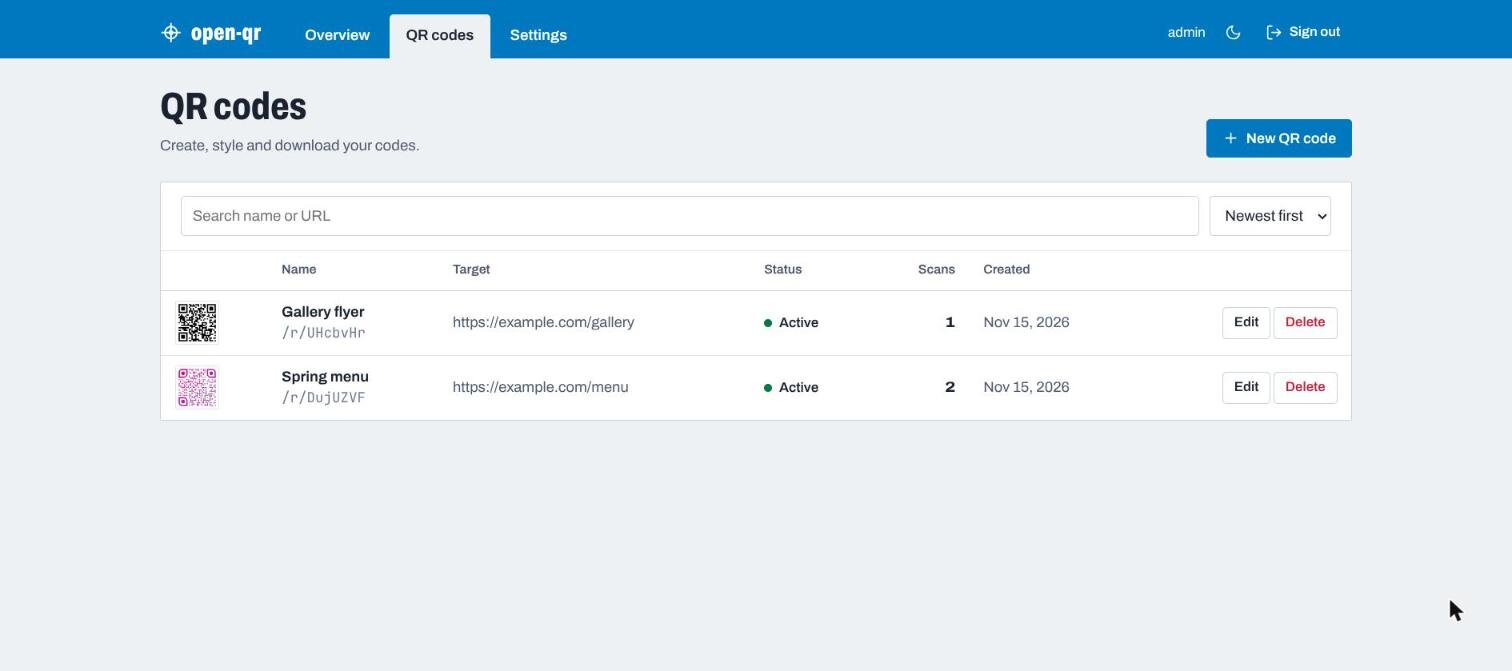 open-qr Overview QR codes Settings admin Sign out
QR codes
Create, style and download your codes.
New QR code
Search name or URL Newest first
Name Target Status Scans Created
Gallery flyer
/r/UHcbvHr https://example.com/gallery Active 1 Nov 15, 2026 Edit Delete
Spring menu
/r/DujUZVF https://example.com/menu Active 2 Nov 15, 2026 Edit Delete